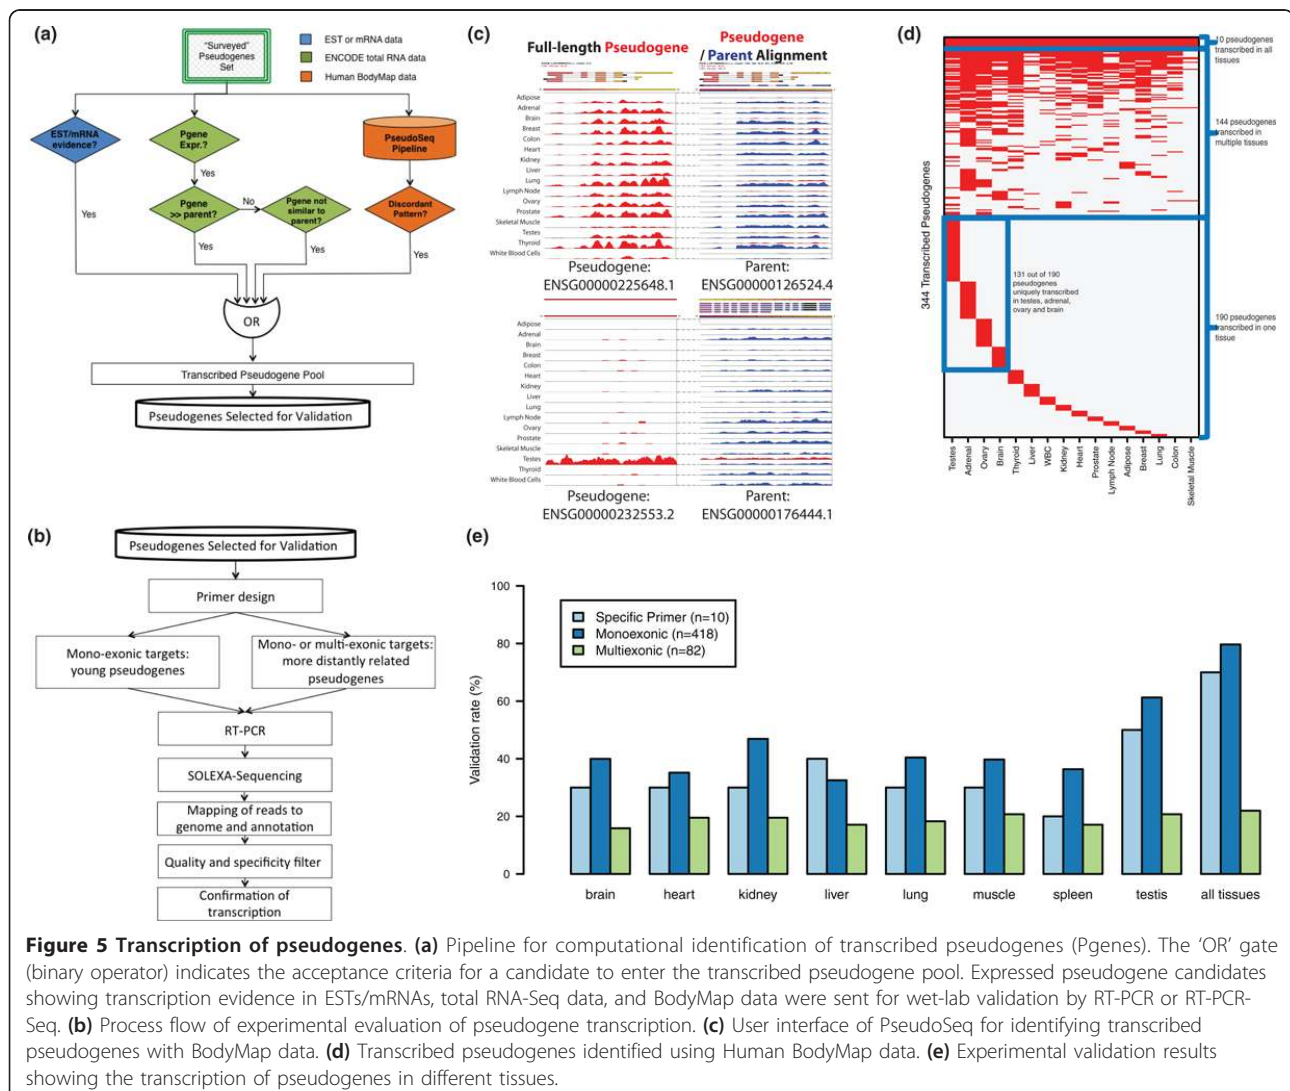 (a)
"Surveyed"
Pseudogenes
Set
EST or mRNA data
ENCODE total RNA data
Human BodyMap data
EST/mRNA
evidence?
Pgene
Expr.?
PseudoSeq
Pipeline
Yes
Pgene
>> parent?
No
Pgene not
similar to
parent?
Discordant
Pattern?
Yes
Yes
Yes
Yes
OR
Transcribed Pseudogene Pool
Pseudogenes Selected for Validation
(b)
Pseudogenes Selected for Validation
Primer design
Mono-exonic targets:
young pseudogenes
Mono- or multi-exonic targets:
more distantly related
pseudogenes
RT-PCR
SOLEXA-Sequencing
Mapping of reads to
genome and annotation
Quality and specificity filter
Confirmation of
transcription
(c)
Full-length Pseudogene
Pseudogene
/ Parent Alignment
Adipose
Adrenal
Brain
Breast
Colon
Heart
Kidney
Liver
Lung
Lymph Node
Ovary
Prostate
Skeletal Muscle
Testes
Thyroid
White Blood Cells
Pseudogene:
ENSG00000225648.1
Parent:
ENSG00000126524.4
Adipose
Adrenal
Brain
Breast
Colon
Heart
Kidney
Liver
Lung
Lymph Node
Ovary
Prostate
Skeletal Muscle
Testes
Thyroid
White Blood Cells
Pseudogene:
ENSG00000232553.2
Parent:
ENSG00000176444.1
(d)
344 Transcribed Pseudogenes
10 pseudogenes
transcribed in all
tissues
144 pseudogenes
transcribed in
multiple tissues
131 out of 190
pseudogenes
uniquely transcribed
in testes, adrenal,
ovary and brain
190 pseudogenes
transcribed in one
tissue
Testes
Adrenal
Ovary
Brain
Thyroid
Liver
WBC
Kidney
Heart
Prostate
Lymph Node
Adipose
Breast
Lung
Colon
Skeletal Muscle
(e)
Validation rate (%)
100
80
60
40
20
0
Specific Primer (n=10)
Monoexonic (n=418)
Multiexonic (n=82)
brain
heart
kidney
liver
lung
muscle
spleen
testis
all tissues
Figure 5 Transcription of pseudogenes. (a) Pipeline for computational identification of transcribed pseudogenes (Pgenes). The 'OR' gate
(binary operator) indicates the acceptance criteria for a candidate to enter the transcribed pseudogene pool. Expressed pseudogene candidates
showing transcription evidence in ESTs/mRNAs, total RNA-Seq data, and BodyMap data were sent for wet-lab validation by RT-PCR or RT-PCR-
Seq. (b) Process flow of experimental evaluation of pseudogene transcription. (c) User interface of PseudoSeq for identifying transcribed
pseudogenes with BodyMap data. (d) Transcribed pseudogenes identified using Human BodyMap data. (e) Experimental validation results
showing the transcription of pseudogenes in different tissues.